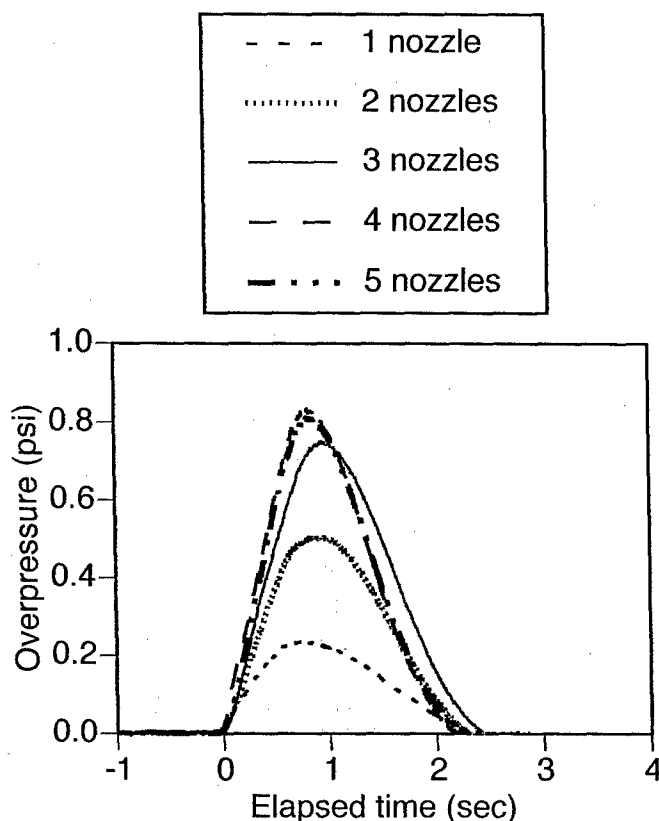 1 nozzle
2 nozzles
3 nozzles
4 nozzles
5 nozzles
1.0
0.8
0.6
0.4
0.2
0.0
Overpressure (psi)
-1 0 1 2 3 4
Elapsed time (sec)